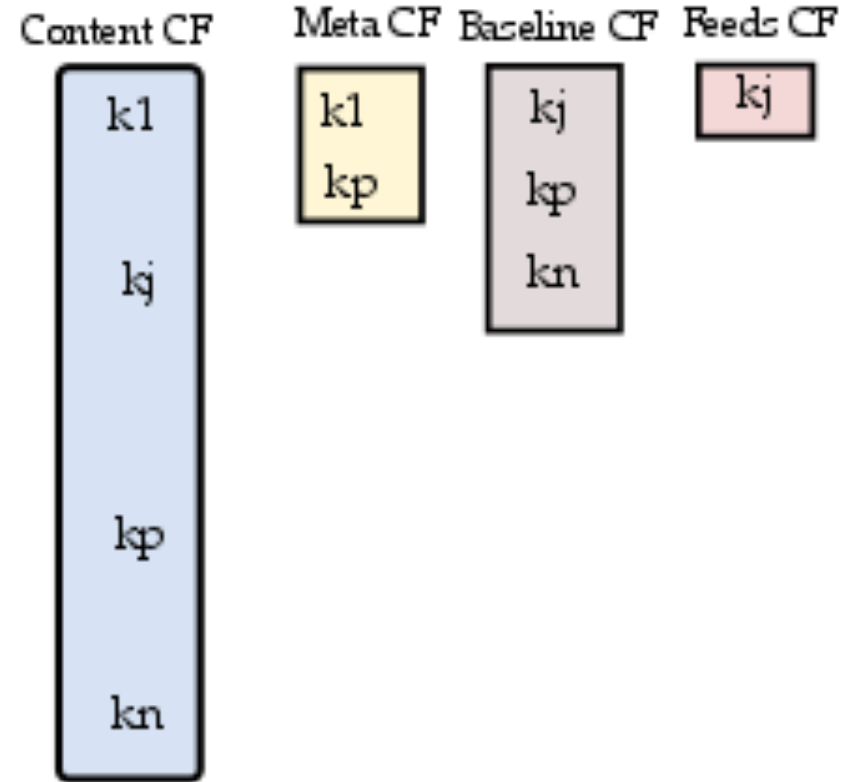 Content CF
k1
kj
kp
kn
Meta CF
k1
kp
Baseline CF
kj
kp
kn
Feeds CF
kj